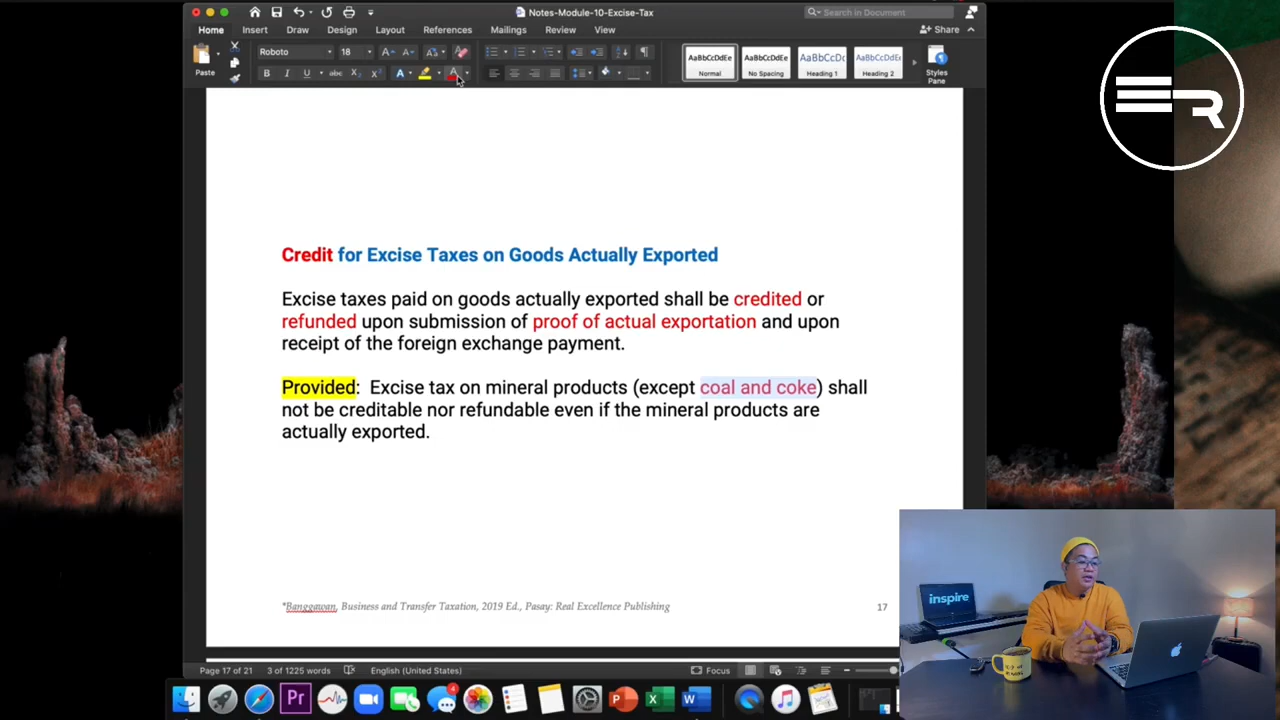 Notes-Module-10-Excise-Tax
Search in Document
Home Insert Draw Design Layout References Mailings Review View
Share
Paste
Roboto 18
AaBbCcDdEe AaBbCcDdEe AaBbCcDc AaBbCcDdEe
Normal No Spacing Heading 1 Heading 2
Styles
Pane
ER
Credit for Excise Taxes on Goods Actually Exported
Excise taxes paid on goods actually exported shall be credited or
refunded upon submission of proof of actual exportation and upon
receipt of the foreign exchange payment.
Provided: Excise tax on mineral products (except coal and coke) shall
not be creditable nor refundable even if the mineral products are
actually exported.
*Banggawan, Business and Transfer Taxation, 2019 Ed., Pasay: Real Excellence Publishing
17
inspire
Page 17 of 21 3 of 1225 words English (United States)
Focus
Pr